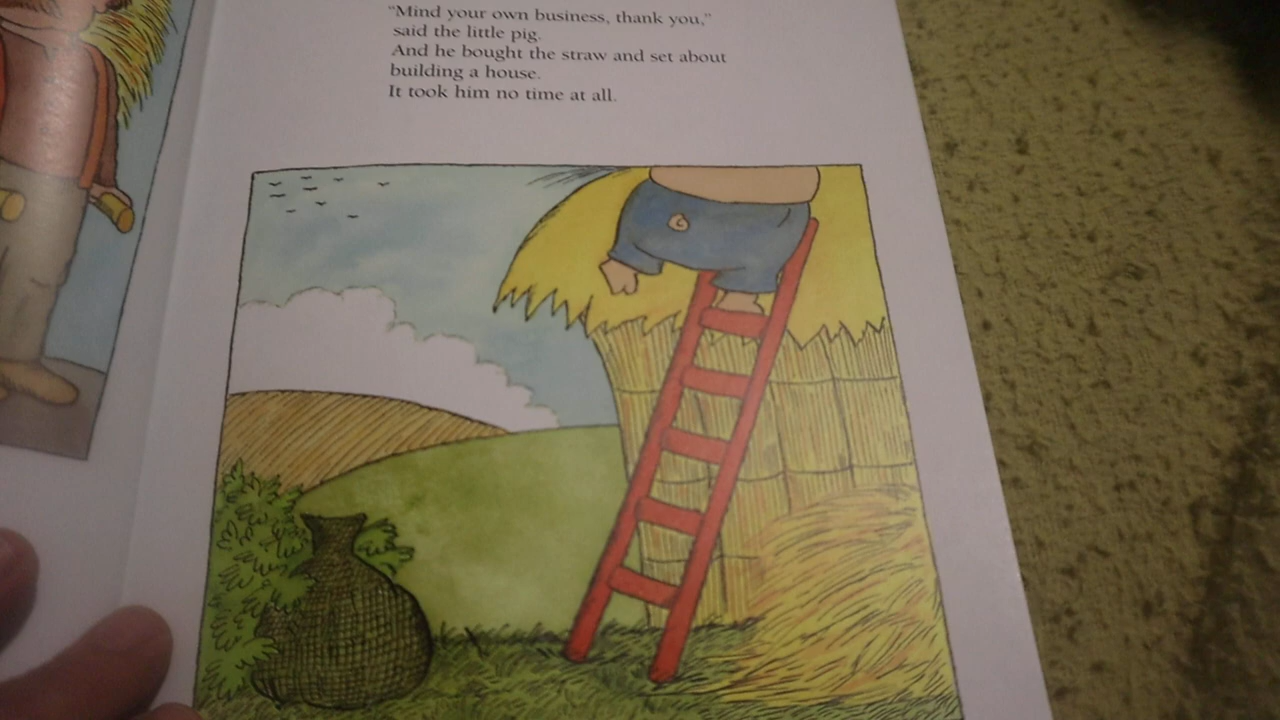 "Mind your own business, thank you,"
said the little pig.
And he bought the straw and set about
building a house.
It took him no time at all.